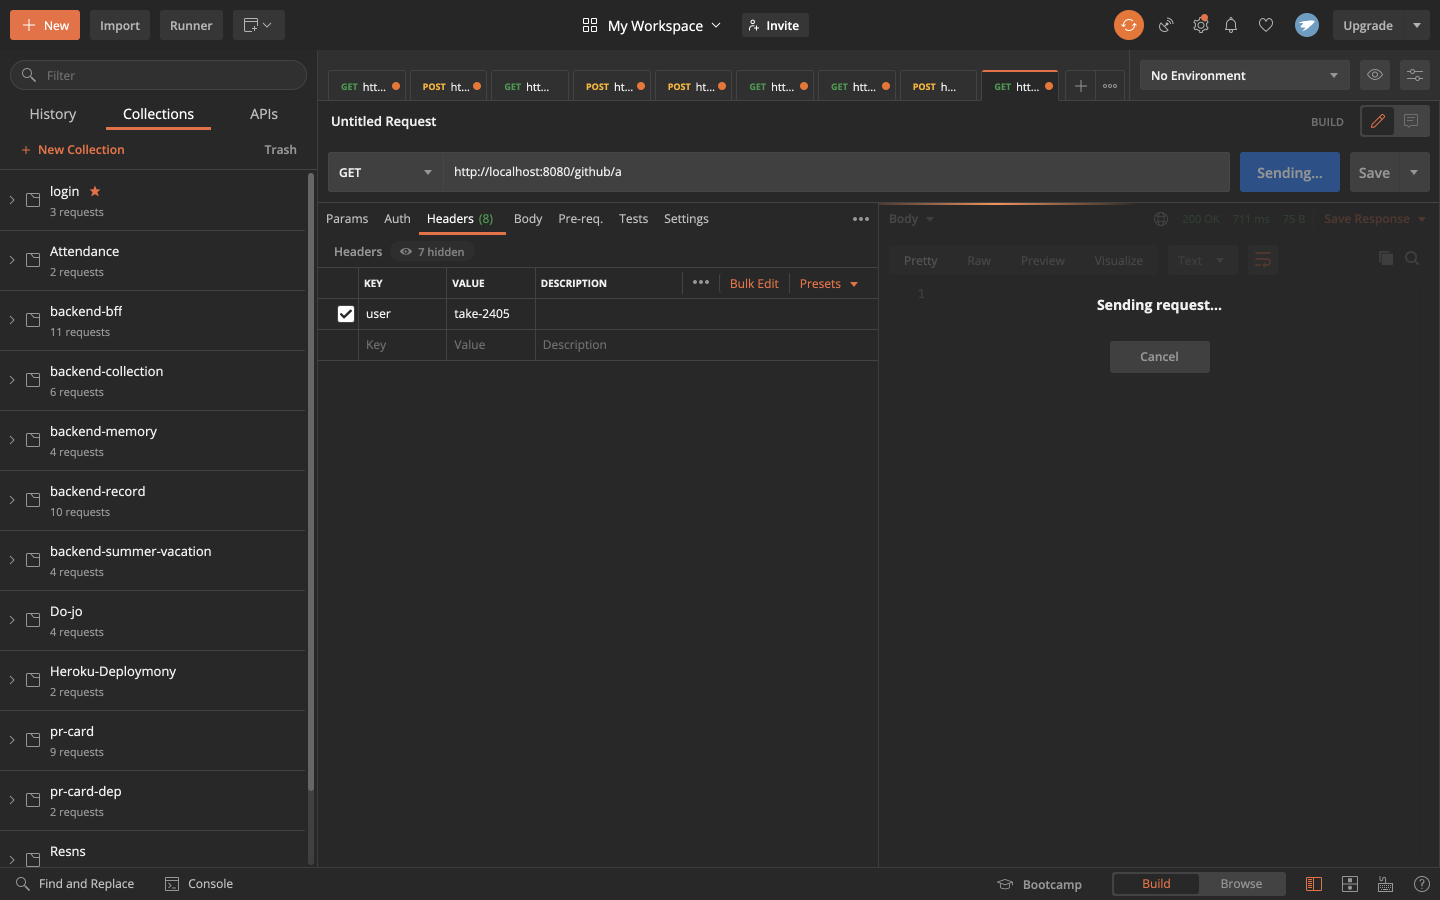 New
Import
Runner
My Workspace
Invite
Upgrade
Filter
History
Collections
APIs
New Collection
Trash
login
3 requests
Attendance
2 requests
backend-bff
11 requests
backend-collection
6 requests
backend-memory
4 requests
backend-record
10 requests
backend-summer-vacation
4 requests
Do-jo
4 requests
Heroku-Deploymony
2 requests
pr-card
9 requests
pr-card-dep
2 requests
Resns
GET htt...
POST ht...
GET htt...
POST ht...
POST ht...
GET htt...
GET htt...
POST h...
GET htt...
No Environment
Untitled Request
BUILD
GET
http://localhost:8080/github/a
Sending...
Save
Params
Auth
Headers (8)
Body
Pre-req.
Tests
Settings
Headers
7 hidden
KEY
VALUE
DESCRIPTION
Bulk Edit
Presets
user
take-2405
Key
Value
Description
Body
200 OK
711 ms
75 B
Save Response
Pretty
Raw
Preview
Visualize
Text
1
Sending request...
Cancel
Find and Replace
Console
Bootcamp
Build
Browse